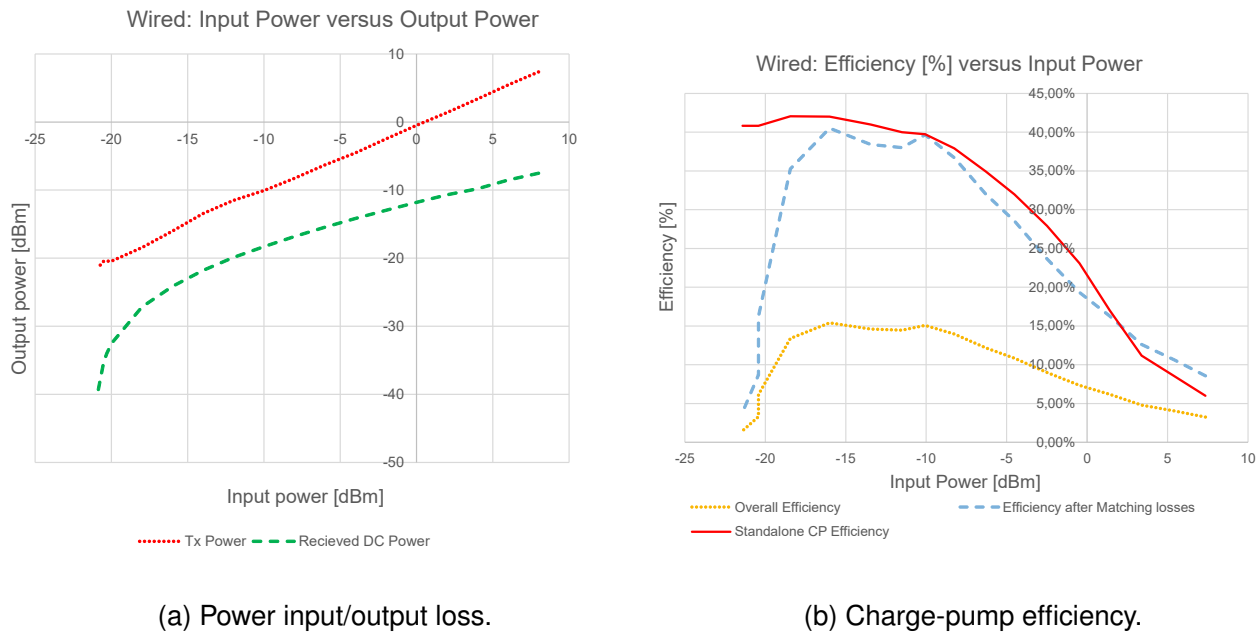 Wired: Input Power versus Output Power
10
0
-10
-20
-30
-40
-50
-25
-20
-15
-10
-5
0
5
10
Output power [dBm]
Input power [dBm]
Tx Power
Recieved DC Power
(a) Power input/output loss.
Wired: Efficiency [%] versus Input Power
45,00%
40,00%
35,00%
30,00%
25,00%
20,00%
15,00%
10,00%
5,00%
0,00%
-25
-20
-15
-10
-5
0
5
10
Efficiency [%]
Input Power [dBm]
Overall Efficiency
Efficiency after Matching losses
Standalone CP Efficiency
(b) Charge-pump efficiency.